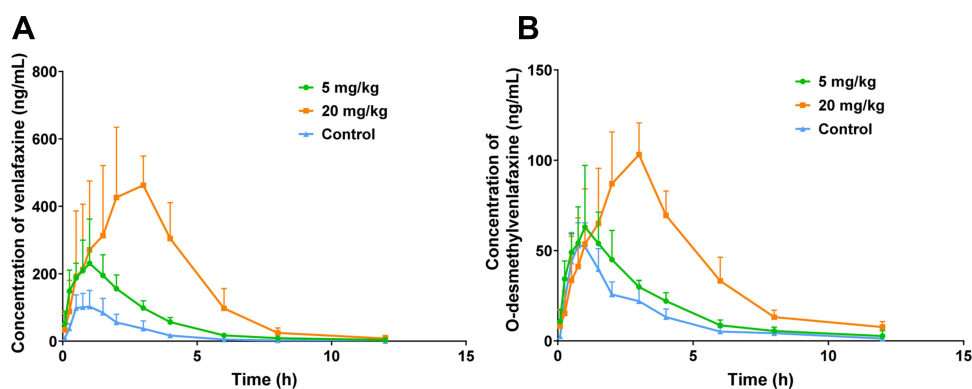 A
Concentration of venlafaxine (ng/mL)
800
600
400
200
0
0
5
10
15
Time (h)
5 mg/kg
20 mg/kg
Control
B
Concentration of
O-desmethylvenlafaxine (ng/mL)
150
100
50
0
0
5
10
15
Time (h)
5 mg/kg
20 mg/kg
Control